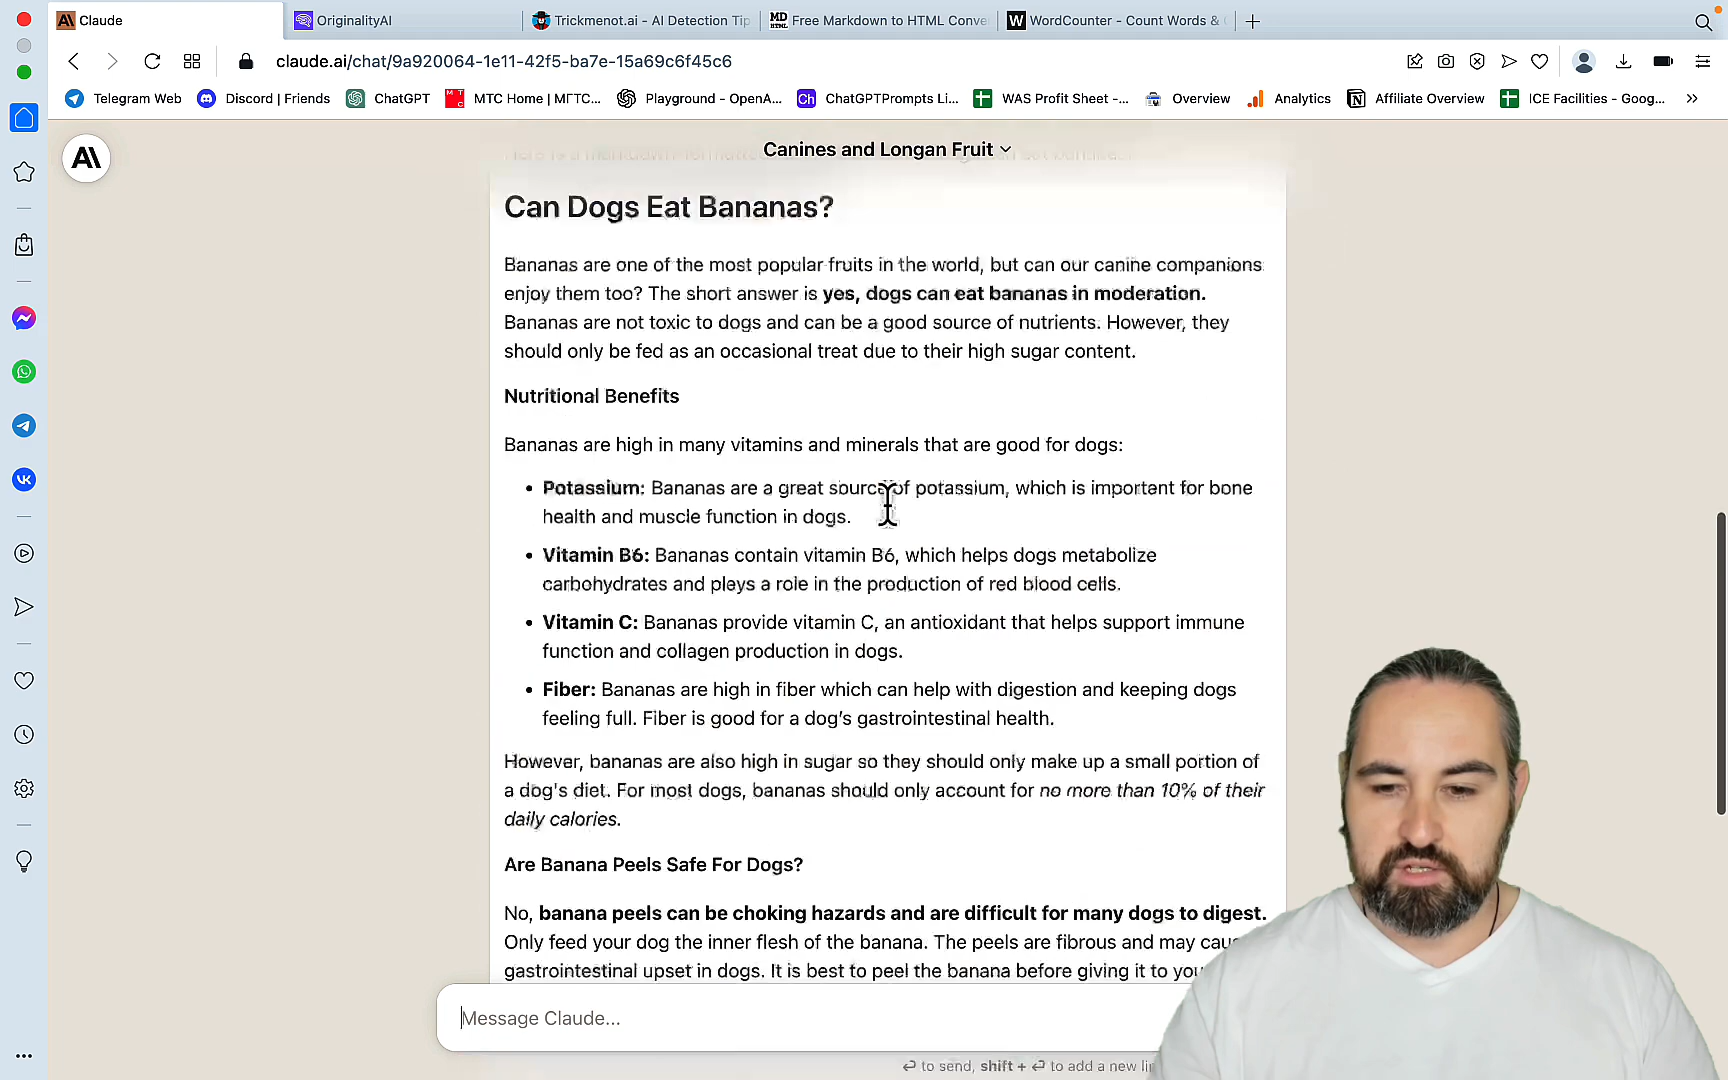 Claude
OriginalityAI
Trickmenot.ai - AI Detection Tip
Free Markdown to HTML Conve
WordCounter - Count Words &
claude.ai/chat/9a920064-1e11-42f5-ba7e-15a69c6f45c6
Telegram Web
Discord | Friends
ChatGPT
МТС Home | МГТС...
Playground - OpenA...
ChatGPTPrompts Li...
WAS Profit Sheet -...
Overview
Analytics
Affiliate Overview
ICE Facilities - Goog...
Canines and Longan Fruit
Can Dogs Eat Bananas?
Bananas are one of the most popular fruits in the world, but can our canine companions
enjoy them too? The short answer is yes, dogs can eat bananas in moderation.
Bananas are not toxic to dogs and can be a good source of nutrients. However, they
should only be fed as an occasional treat due to their high sugar content.
Nutritional Benefits
Bananas are high in many vitamins and minerals that are good for dogs:
• Potassium: Bananas are a great source of potassium, which is important for bone
health and muscle function in dogs.
• Vitamin B6: Bananas contain vitamin B6, which helps dogs metabolize
carbohydrates and plays a role in the production of red blood cells.
• Vitamin C: Bananas provide vitamin C, an antioxidant that helps support immune
function and collagen production in dogs.
• Fiber: Bananas are high in fiber which can help with digestion and keeping dogs
feeling full. Fiber is good for a dog's gastrointestinal health.
However, bananas are also high in sugar so they should only make up a small portion of
a dog's diet. For most dogs, bananas should only account for no more than 10% of their
daily calories.
Are Banana Peels Safe For Dogs?
No, banana peels can be choking hazards and are difficult for many dogs to digest.
Only feed your dog the inner flesh of the banana. The peels are fibrous and may cau
gastrointestinal upset in dogs. It is best to peel the banana before giving it to you
Message Claude...
to send, shift + to add a new li